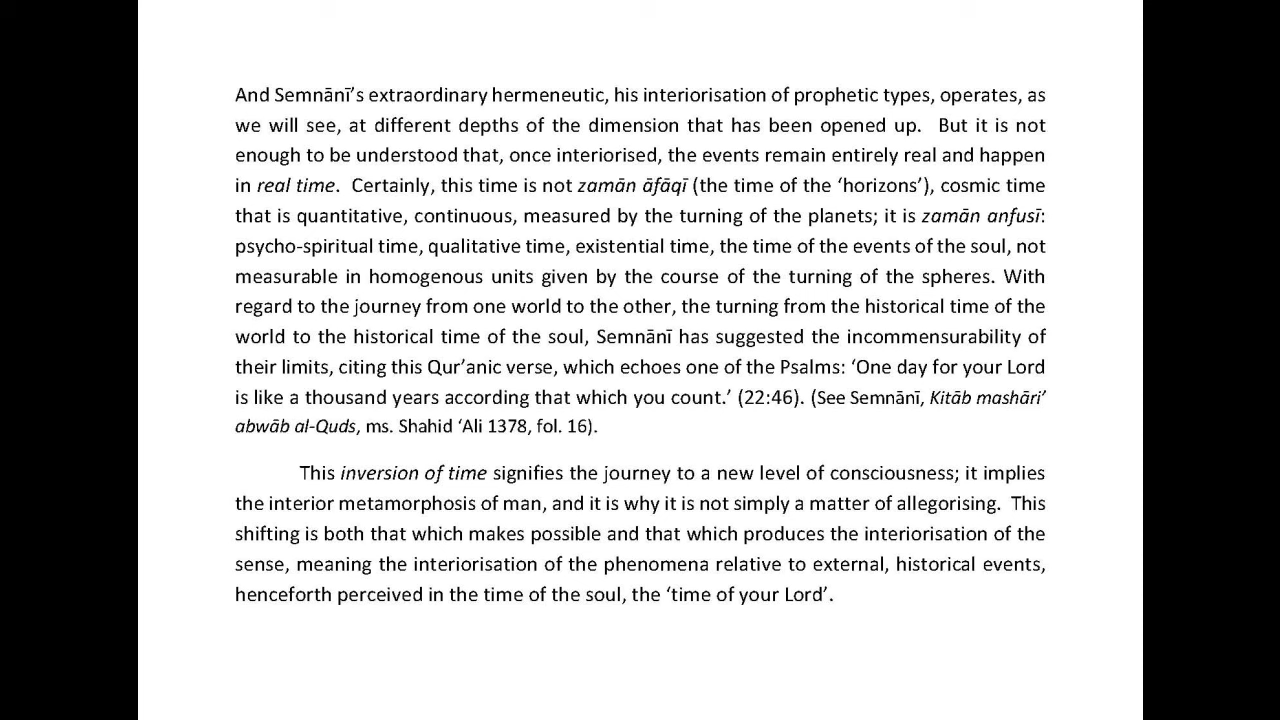 And Semnānī’s extraordinary hermeneutic, his interiorisation of prophetic types, operates, as
we will see, at different depths of the dimension that has been opened up.  But it is not
enough to be understood that, once interiorised, the events remain entirely real and happen
in real time.  Certainly, this time is not zamān āfāqī (the time of the ‘horizons’), cosmic time
that is quantitative, continuous, measured by the turning of the planets; it is zamān anfusī:
psycho-spiritual time, qualitative time, existential time, the time of the events of the soul, not
measurable in homogenous units given by the course of the turning of the spheres. With
regard to the journey from one world to the other, the turning from the historical time of the
world to the historical time of the soul, Semnānī has suggested the incommensurability of
their limits, citing this Qur’anic verse, which echoes one of the Psalms: ‘One day for your Lord
is like a thousand years according that which you count.’ (22:46). (See Semnānī, Kitāb mashāri’
abwāb al-Quds, ms. Shahid ‘Ali 1378, fol. 16).
This inversion of time signifies the journey to a new level of consciousness; it implies
the interior metamorphosis of man, and it is why it is not simply a matter of allegorising.  This
shifting is both that which makes possible and that which produces the interiorisation of the
sense, meaning the interiorisation of the phenomena relative to external, historical events,
henceforth perceived in the time of the soul, the ‘time of your Lord’.